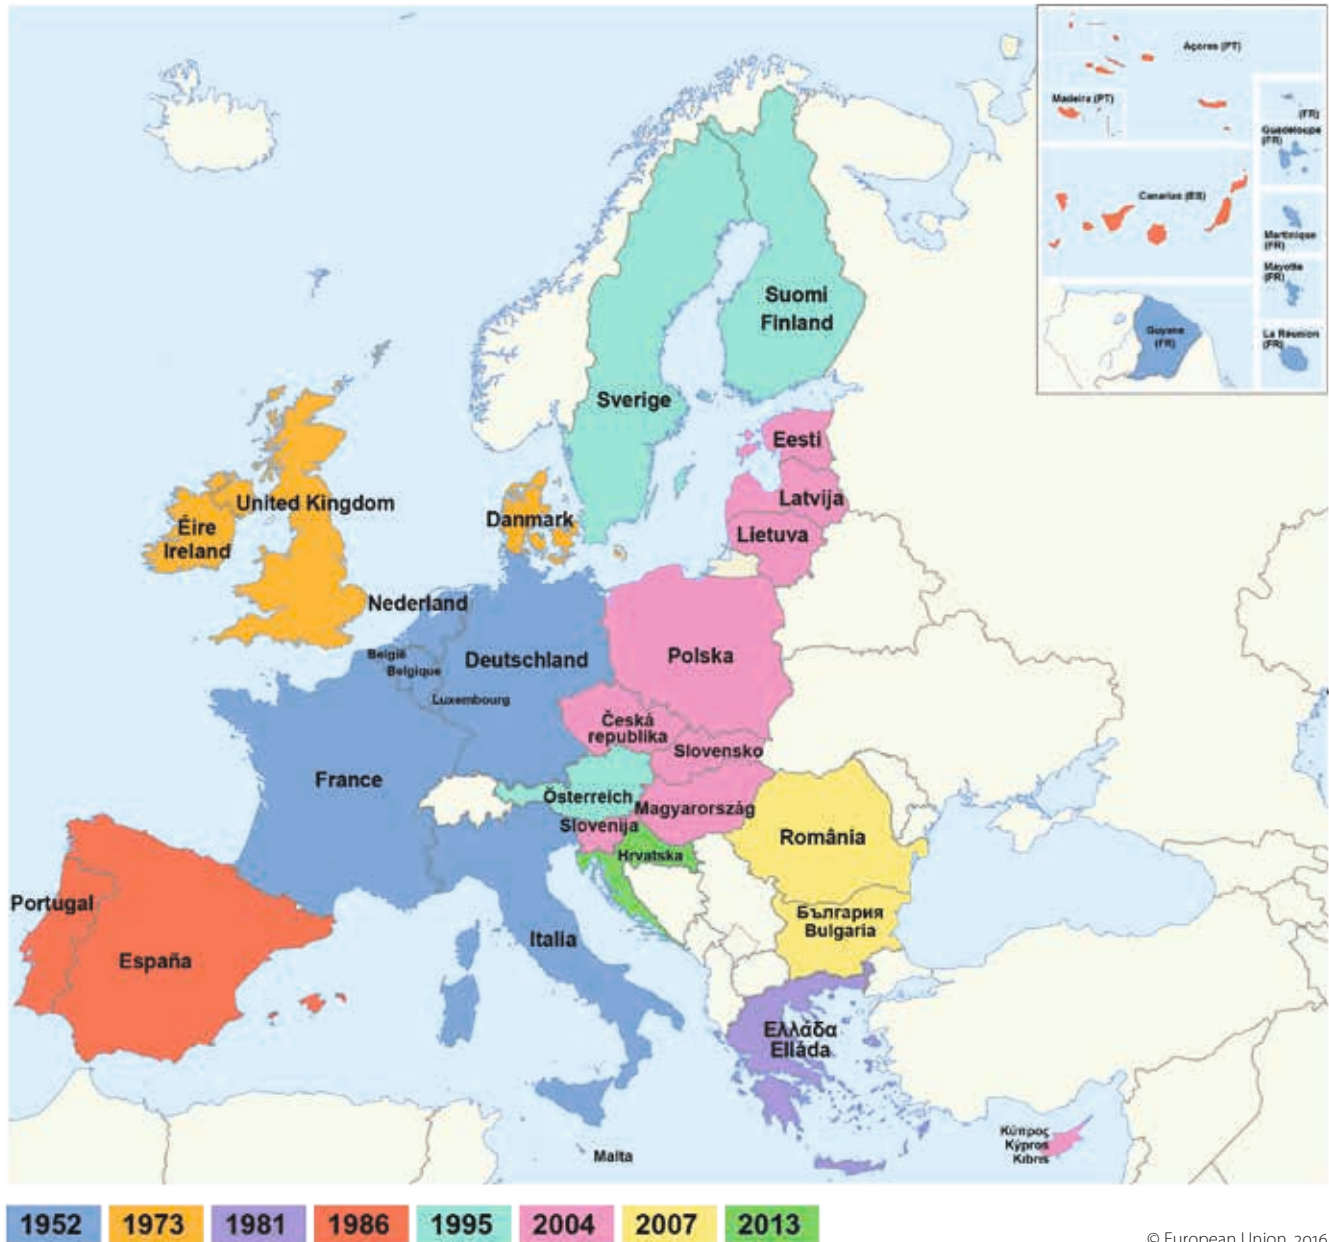 Açores (PT)
Madeira (PT)
(FR)
Guadeloupe
(FR)
Canarias (ES)
Martinique
(FR)
Mayotte
(FR)
Guyane
(FR)
La Réunion
(FR)
Suomi
Finland
Sverige
Eesti
Latvija
Lietuva
United Kingdom
Éire
Ireland
Danmark
Nederland
België
Belgique
Deutschland
Luxembourg
Polska
Česká
republika
Slovensko
France
Österreich
Magyarország
Slovenija
Hrvatska
România
България
Bulgaria
Portugal
España
Italia
Ελλάδα
Elláda
Malta
Κύπρος
Kýpros
Kıbrıs
1952 1973 1981 1986 1995 2004 2007 2013
© European Union, 2016